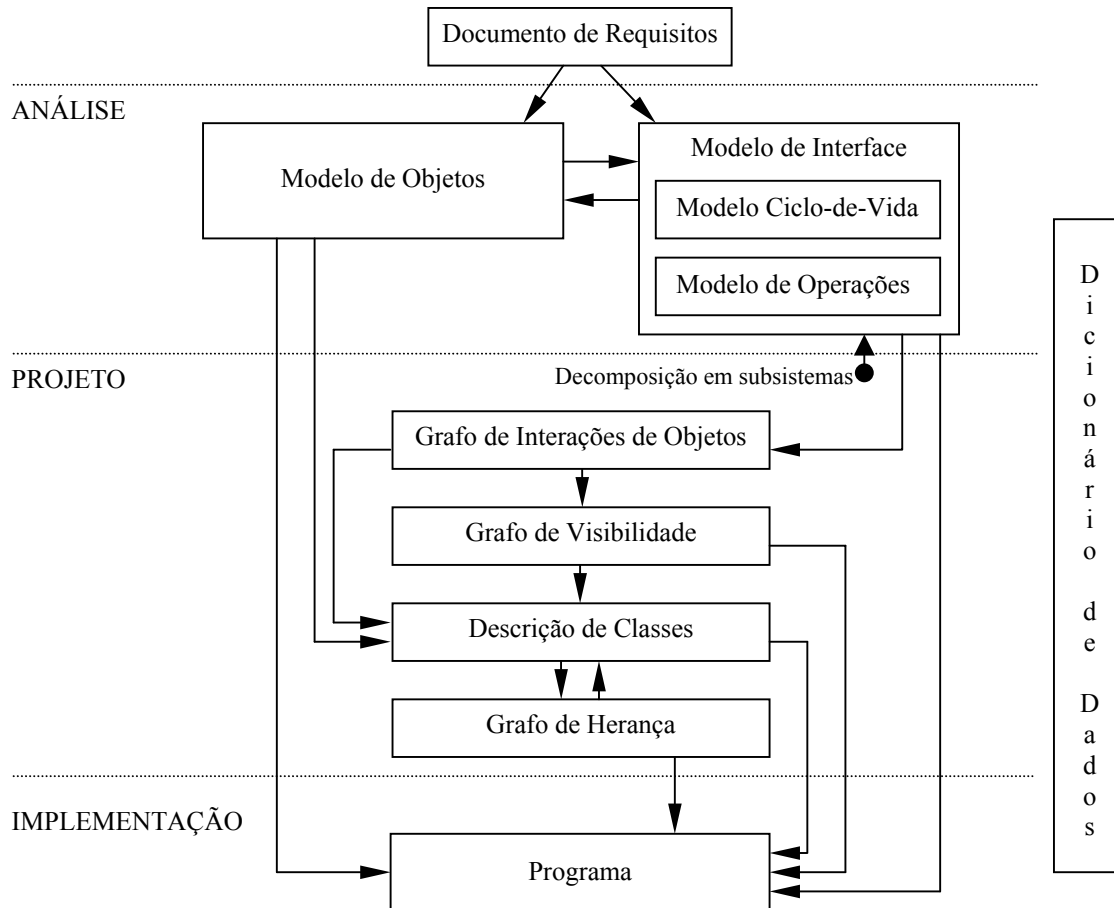 Documento de Requisitos
ANÁLISE
Modelo de Objetos
Modelo de Interface
Modelo Ciclo-de-Vida
Modelo de Operações
PROJETO
Decomposição em subsistemas
Grafo de Interações de Objetos
Grafo de Visibilidade
Descrição de Classes
Grafo de Herança
IMPLEMENTAÇÃO
Programa
Dicionário de Dados